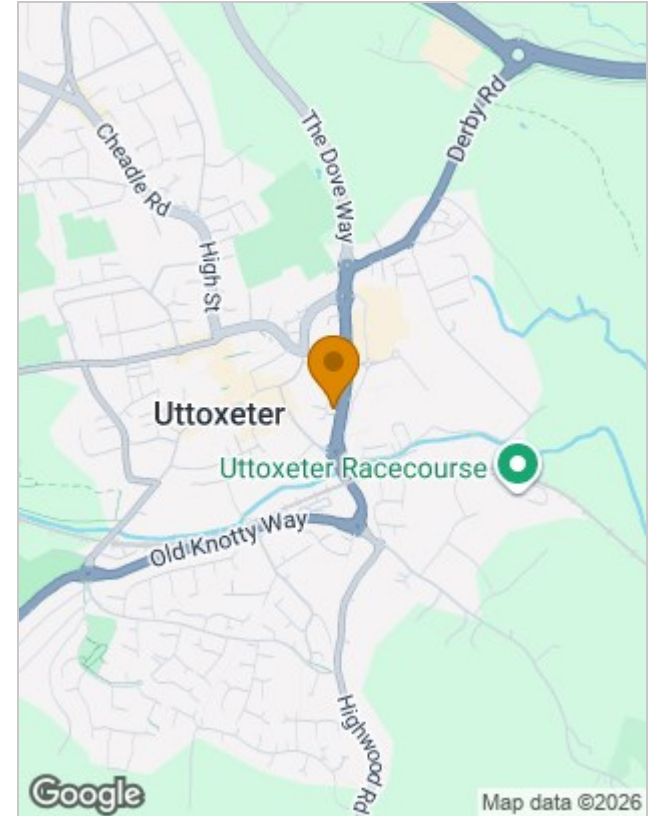 Derby Rd
The Dove Way
Cheadle Rd
High St
Uttoxeter
Uttoxeter Racecourse
Old Knotty Way
Highwood Rd
Google
Map data ©2026